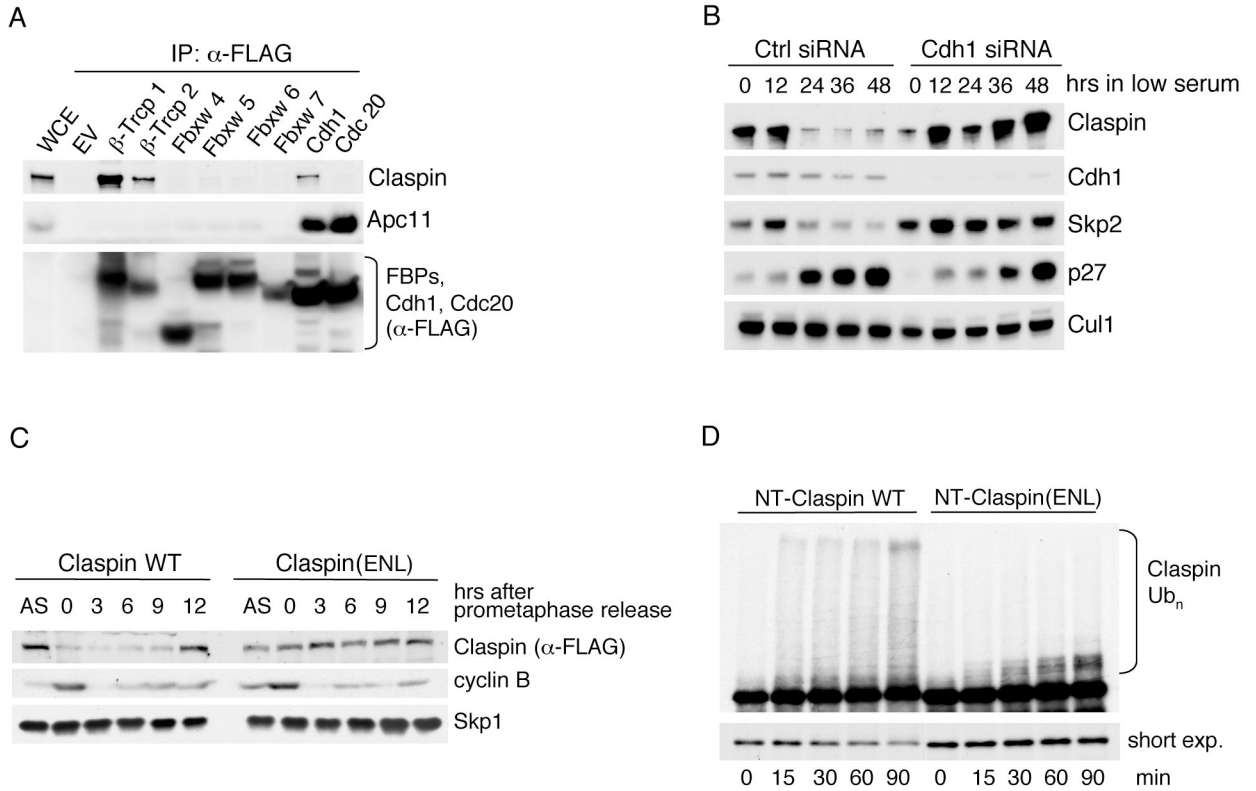 A
IP: α-FLAG
WCE
EV
β-Trcp 1
β-Trcp 2
Fbxw 4
Fbxw 5
Fbxw 6
Fbxw 7
Cdh1
Cdc 20
Claspin
Apc11
FBPs,
Cdh1, Cdc20
(α-FLAG)
B
Ctrl siRNA Cdh1 siRNA
0 12 24 36 48 0 12 24 36 48 hrs in low serum
Claspin
Cdh1
Skp2
p27
Cul1
C
Claspin WT Claspin(ENL)
AS 0 3 6 9 12 AS 0 3 6 9 12 hrs after
prometaphase release
Claspin (α-FLAG)
cyclin B
Skp1
D
NT-Claspin WT NT-Claspin(ENL)
Claspin
Ubn
short exp.
0 15 30 60 90 0 15 30 60 90 min